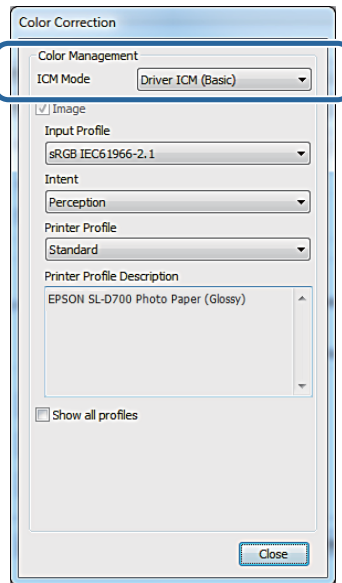 Color Correction
Color Management
ICM Mode Driver ICM (Basic)
Image
Input Profile
sRGB IEC61966-2.1
Intent
Perception
Printer Profile
Standard
Printer Profile Description
EPSON SL-D700 Photo Paper (Glossy)
Show all profiles
Close